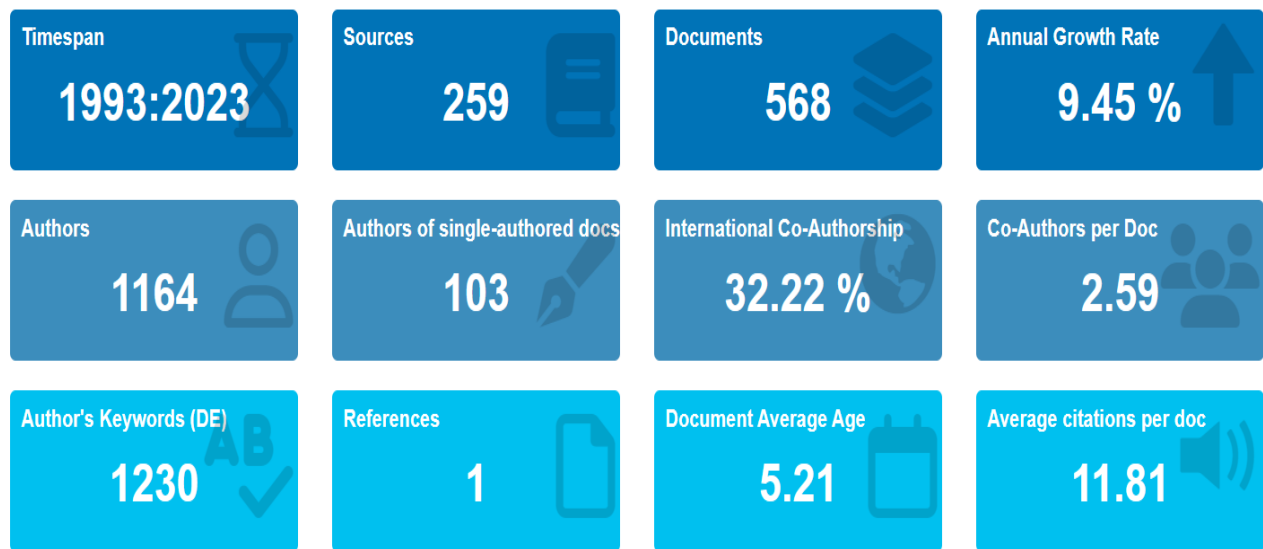 Timespan
1993:2023
Sources
259
Documents
568
Annual Growth Rate
9.45 %
Authors
1164
Authors of single-authored docs
103
International Co-Authorship
32.22 %
Co-Authors per Doc
2.59
Author's Keywords (DE)
1230
AB
References
1
Document Average Age
5.21
Average citations per doc
11.81